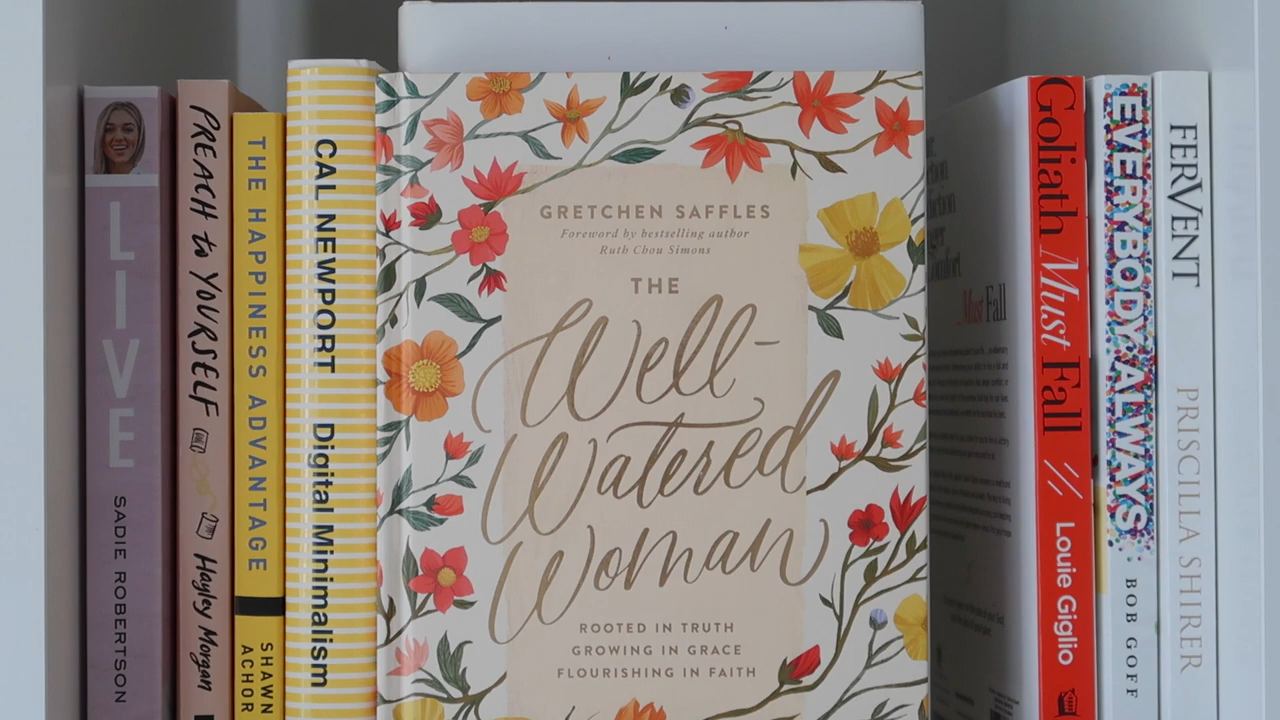 LIVE
SADIE ROBERTSON
PREACH to YOURSELF
Hayley Morgan
THE HAPPINESS ADVANTAGE
SHAWN
ACHOR
CAL NEWPORT
Digital Minimalism
GRETCHEN SAFFLES
Foreword by bestselling author
Ruth Chou Simons
THE
Well-
Watered
Woman
ROOTED IN TRUTH
GROWING IN GRACE
FLOURISHING IN FAITH
Must Fall
Goliath Must Fall // Louie Giglio
EVERYBODY, ALWAYS
BOB GOFF
FERVENT
PRISCILLA SHIRER